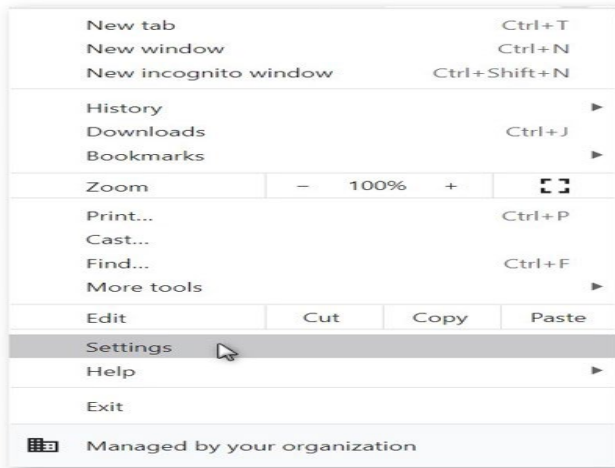 New tab Ctrl+T
New window Ctrl+N
New incognito window Ctrl+Shift+N
History
Downloads Ctrl+J
Bookmarks
Zoom − 100% +
Print... Ctrl+P
Cast...
Find... Ctrl+F
More tools
Edit Cut Copy Paste
Settings
Help
Exit
Managed by your organization